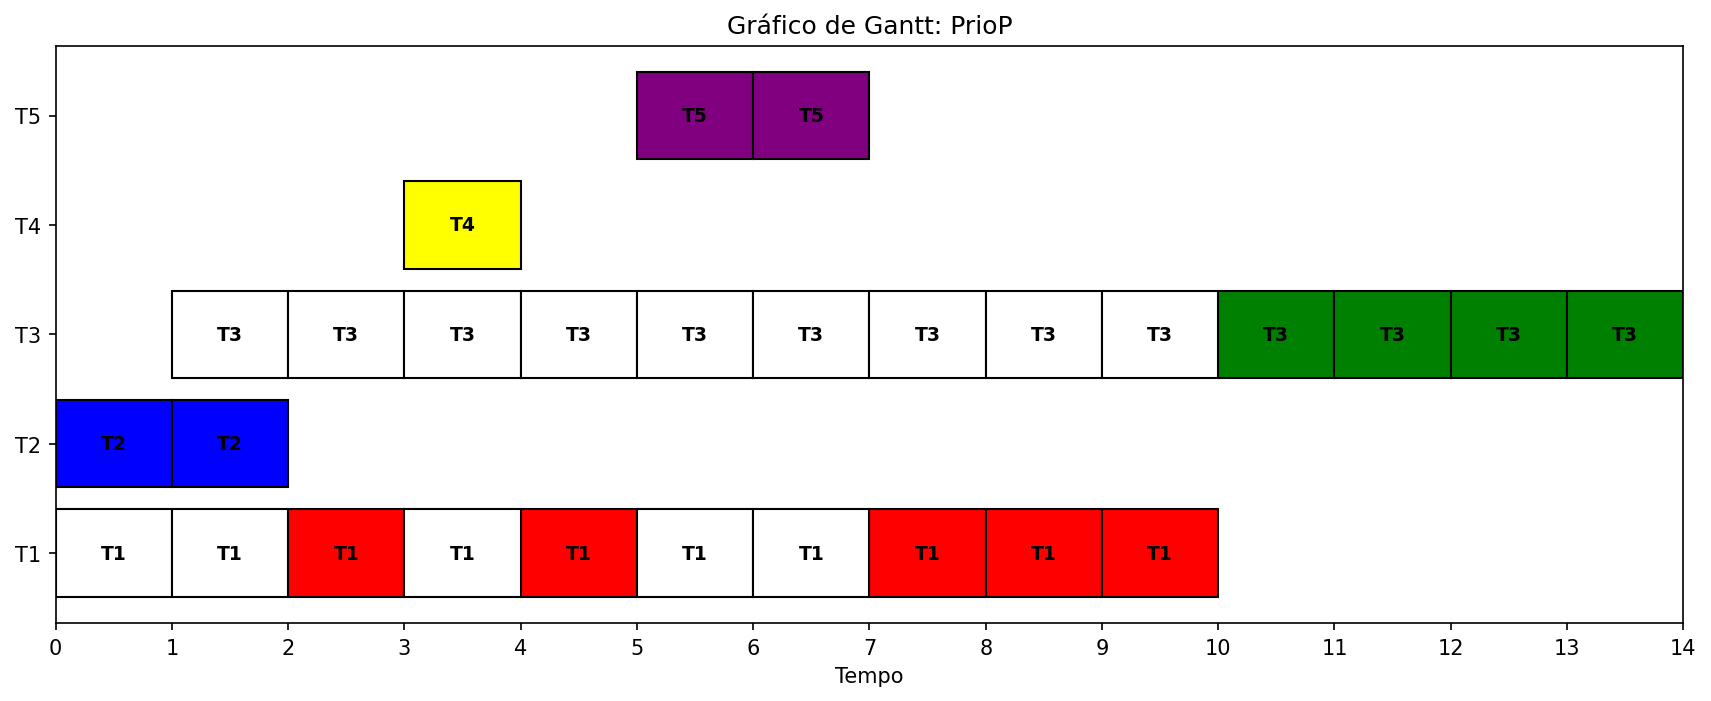 Gráfico de Gantt: PrioP
T5 T5 T5
T4 T4
T3 T3 T3 T3 T3 T3 T3 T3 T3 T3 T3 T3 T3 T3
T2 T2 T2
T1 T1 T1 T1 T1 T1 T1 T1 T1 T1 T1
0 1 2 3 4 5 6 7 8 9 10 11 12 13 14
Tempo